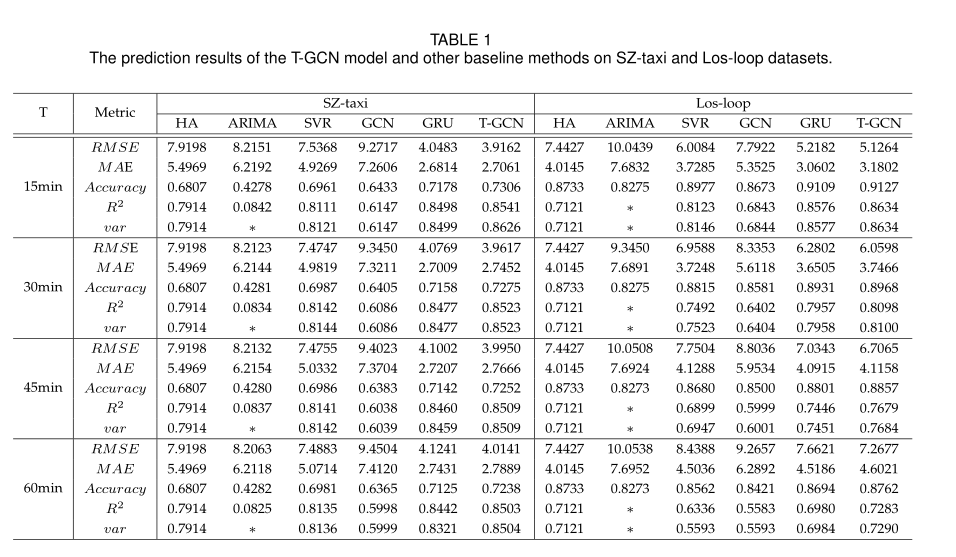 TABLE 1
The prediction results of the T-GCN model and other baseline methods on SZ-taxi and Los-loop datasets.
T Metric SZ-taxi Los-loop
HA ARIMA SVR GCN GRU T-GCN HA ARIMA SVR GCN GRU T-GCN
15min
RMSE 7.9198 8.2151 7.5368 9.2717 4.0483 3.9162 7.4427 10.0439 6.0084 7.7922 5.2182 5.1264
MAE 5.4969 6.2192 4.9269 7.2606 2.6814 2.7061 4.0145 7.6832 3.7285 5.3525 3.0602 3.1802
Accuracy 0.6807 0.4278 0.6961 0.6433 0.7178 0.7306 0.8733 0.8275 0.8977 0.8673 0.9109 0.9127
R² 0.7914 0.0842 0.8111 0.6147 0.8498 0.8541 0.7121 * 0.8123 0.6843 0.8576 0.8634
var 0.7914 * 0.8121 0.6147 0.8499 0.8626 0.7121 * 0.8146 0.6844 0.8577 0.8634
30min
RMSE 7.9198 8.2123 7.4747 9.3450 4.0769 3.9617 7.4427 9.3450 6.9588 8.3353 6.2802 6.0598
MAE 5.4969 6.2144 4.9819 7.3211 2.7009 2.7452 4.0145 7.6891 3.7248 5.6118 3.6505 3.7466
Accuracy 0.6807 0.4281 0.6987 0.6405 0.7158 0.7275 0.8733 0.8275 0.8815 0.8581 0.8931 0.8968
R² 0.7914 0.0834 0.8142 0.6086 0.8477 0.8523 0.7121 * 0.7492 0.6402 0.7957 0.8098
var 0.7914 * 0.8144 0.6086 0.8477 0.8523 0.7121 * 0.7523 0.6404 0.7958 0.8100
45min
RMSE 7.9198 8.2132 7.4755 9.4023 4.1002 3.9950 7.4427 10.0508 7.7504 8.8036 7.0343 6.7065
MAE 5.4969 6.2154 5.0332 7.3704 2.7207 2.7666 4.0145 7.6924 4.1288 5.9534 4.0915 4.1158
Accuracy 0.6807 0.4280 0.6986 0.6383 0.7142 0.7252 0.8733 0.8273 0.8680 0.8500 0.8801 0.8857
R² 0.7914 0.0837 0.8141 0.6038 0.8460 0.8509 0.7121 * 0.6899 0.5999 0.7446 0.7679
var 0.7914 * 0.8142 0.6039 0.8459 0.8509 0.7121 * 0.6947 0.6001 0.7451 0.7684
60min
RMSE 7.9198 8.2063 7.4883 9.4504 4.1241 4.0141 7.4427 10.0538 8.4388 9.2657 7.6621 7.2677
MAE 5.4969 6.2118 5.0714 7.4120 2.7431 2.7889 4.0145 7.6952 4.5036 6.2892 4.5186 4.6021
Accuracy 0.6807 0.4282 0.6981 0.6365 0.7125 0.7238 0.8733 0.8273 0.8562 0.8421 0.8694 0.8762
R² 0.7914 0.0825 0.8135 0.5998 0.8442 0.8503 0.7121 * 0.6336 0.5583 0.6980 0.7283
var 0.7914 * 0.8136 0.5999 0.8321 0.8504 0.7121 * 0.5593 0.5593 0.6984 0.7290